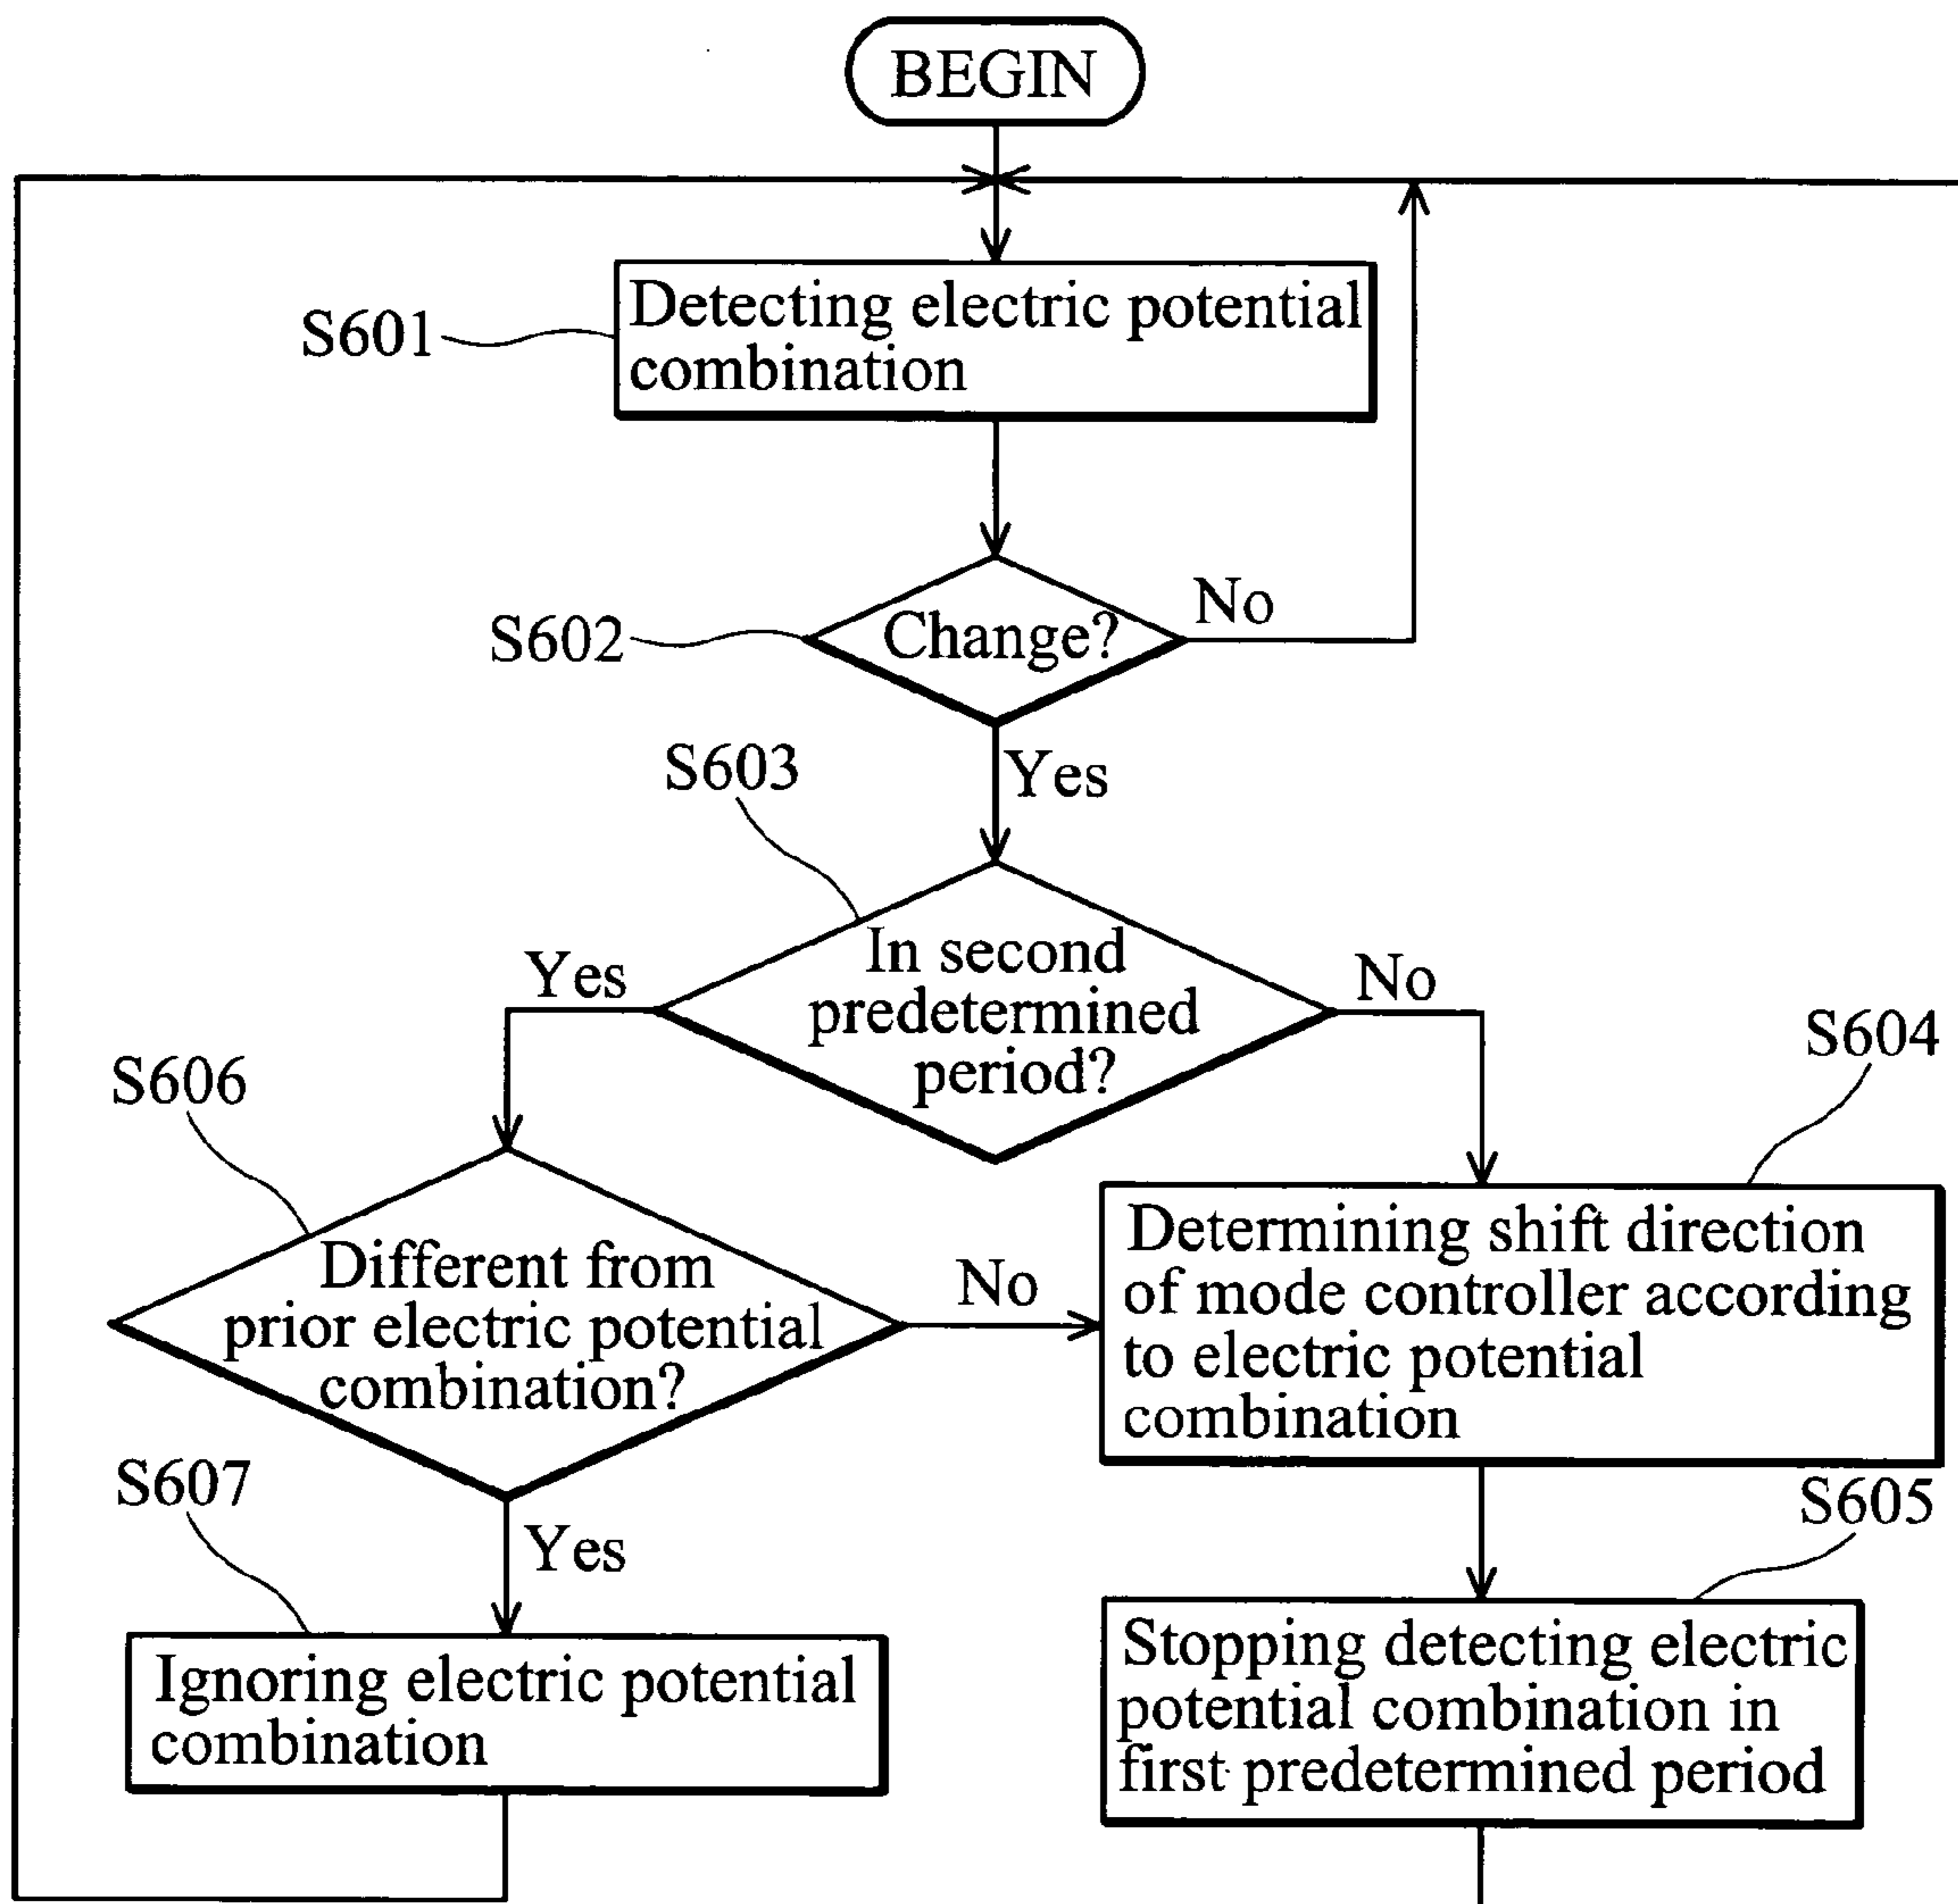 BEGIN
S601
Detecting electric potential
combination
S602
Change?
No
Yes
S603
In second
predetermined
period?
Yes
No
S604
S606
Different from
prior electric potential
combination?
No
Determining shift direction
of mode controller according
to electric potential
combination
S607
Yes
S605
Ignoring electric potential
combination
Stopping detecting electric
potential combination in
first predetermined period